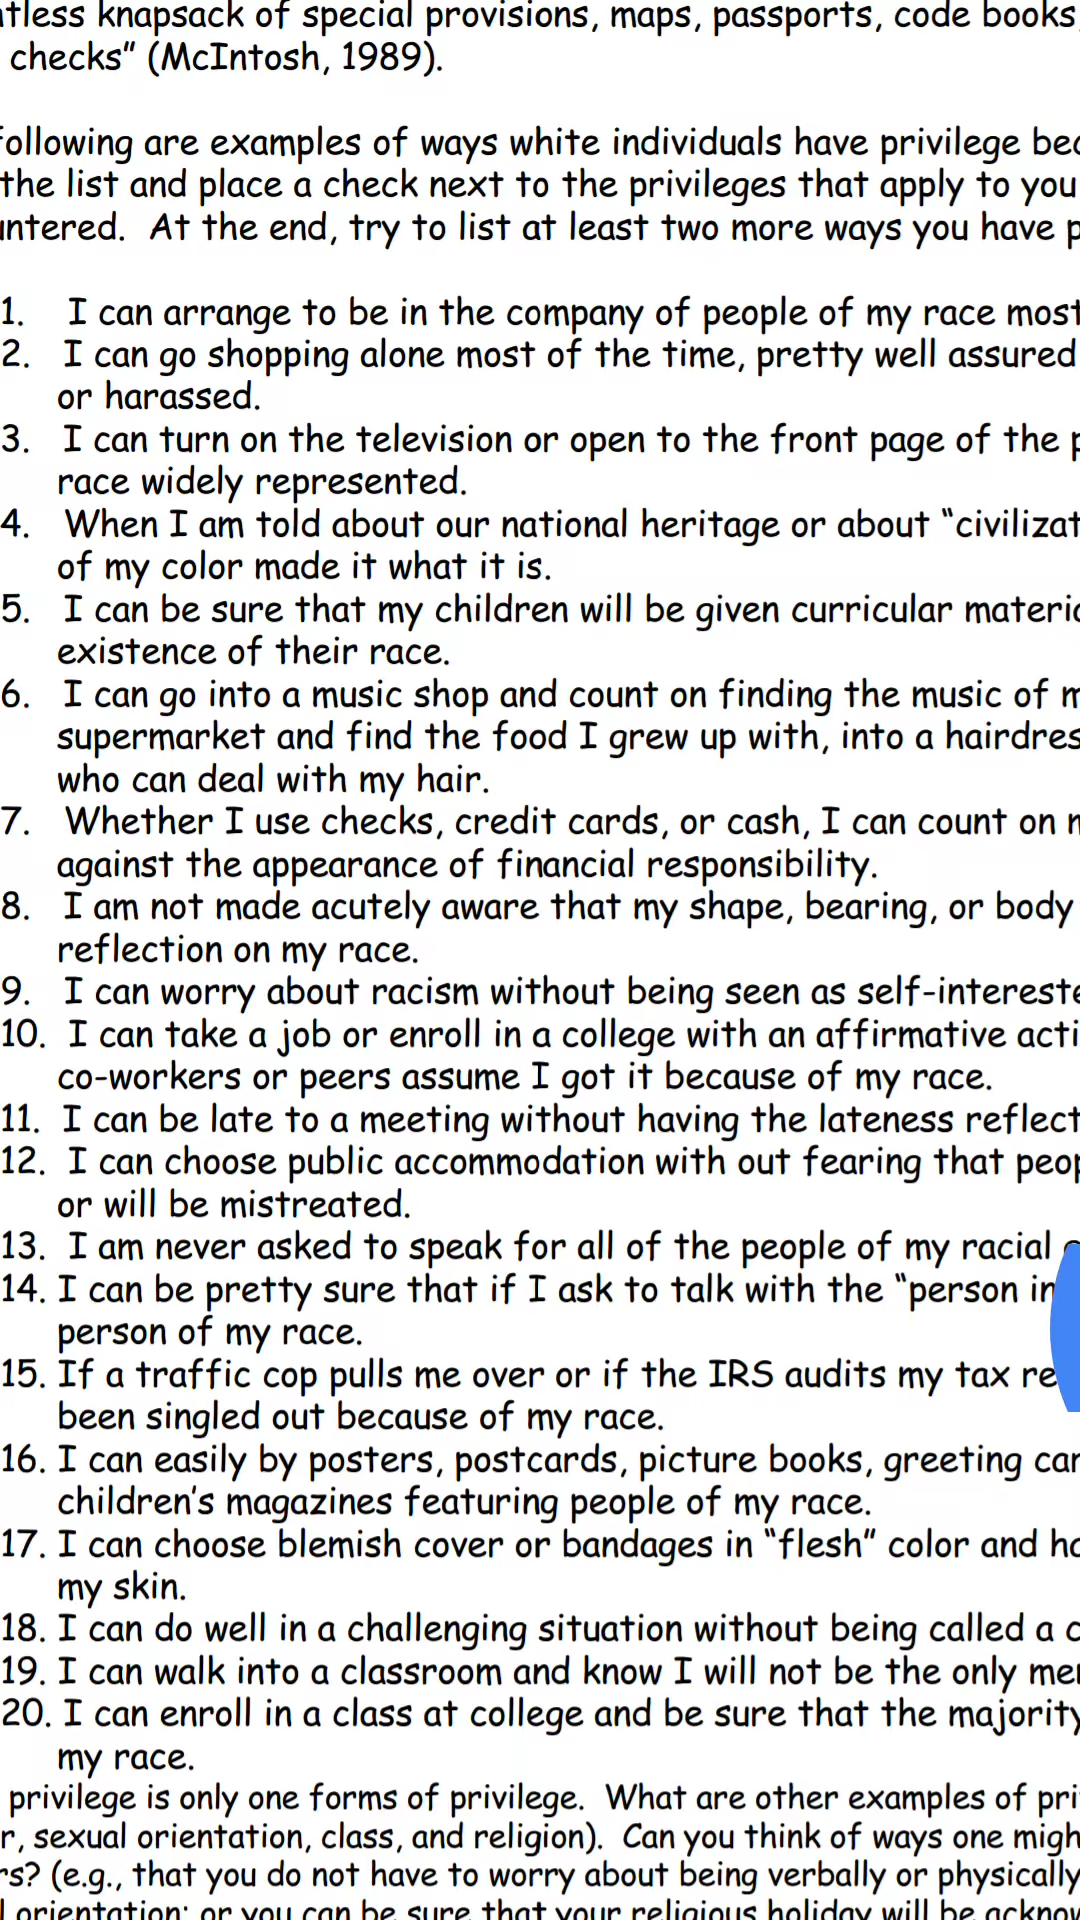 tless knapsack of special provisions, maps, passports, code books,
checks” (McIntosh, 1989).
following are examples of ways white individuals have privilege
the list and place a check next to the privileges that apply to you
untered.  At the end, try to list at least two more ways you have
1. I can arrange to be in the company of people of my race most
2. I can go shopping alone most of the time, pretty well assured
or harassed.
3. I can turn on the television or open to the front page of the
race widely represented.
4. When I am told about our national heritage or about “civilizat
of my color made it what it is.
5. I can be sure that my children will be given curricular
existence of their race.
6. I can go into a music shop and count on finding the music of
supermarket and find the food I grew up with, into a hairdres
who can deal with my hair.
7. Whether I use checks, credit cards, or cash, I can count on
against the appearance of financial responsibility.
8. I am not made acutely aware that my shape, bearing, or body
reflection on my race.
9. I can worry about racism without being seen as self-intereste
10. I can take a job or enroll in a college with an affirmative acti
co-workers or peers assume I got it because of my race.
11. I can be late to a meeting without having the lateness reflect
12. I can choose public accommodation with out fearing that
or will be mistreated.
13. I am never asked to speak for all of the people of my racial
14. I can be pretty sure that if I ask to talk with the “person in
person of my race.
15. If a traffic cop pulls me over or if the IRS audits my tax re
been singled out because of my race.
16. I can easily by posters, postcards, picture books, greeting
children’s magazines featuring people of my race.
17. I can choose blemish cover or bandages in “flesh” color and
my skin.
18. I can do well in a challenging situation without being called a
19. I can walk into a classroom and know I will not be the only
20. I can enroll in a class at college and be sure that the majority
my race.
privilege is only one forms of privilege.  What are other examples of pri
r, sexual orientation, class, and religion).  Can you think of ways one migh
rs? (e.g., that you do not have to worry about being verbally or physically
orientation; or you can be sure that your religious holiday will be acknow